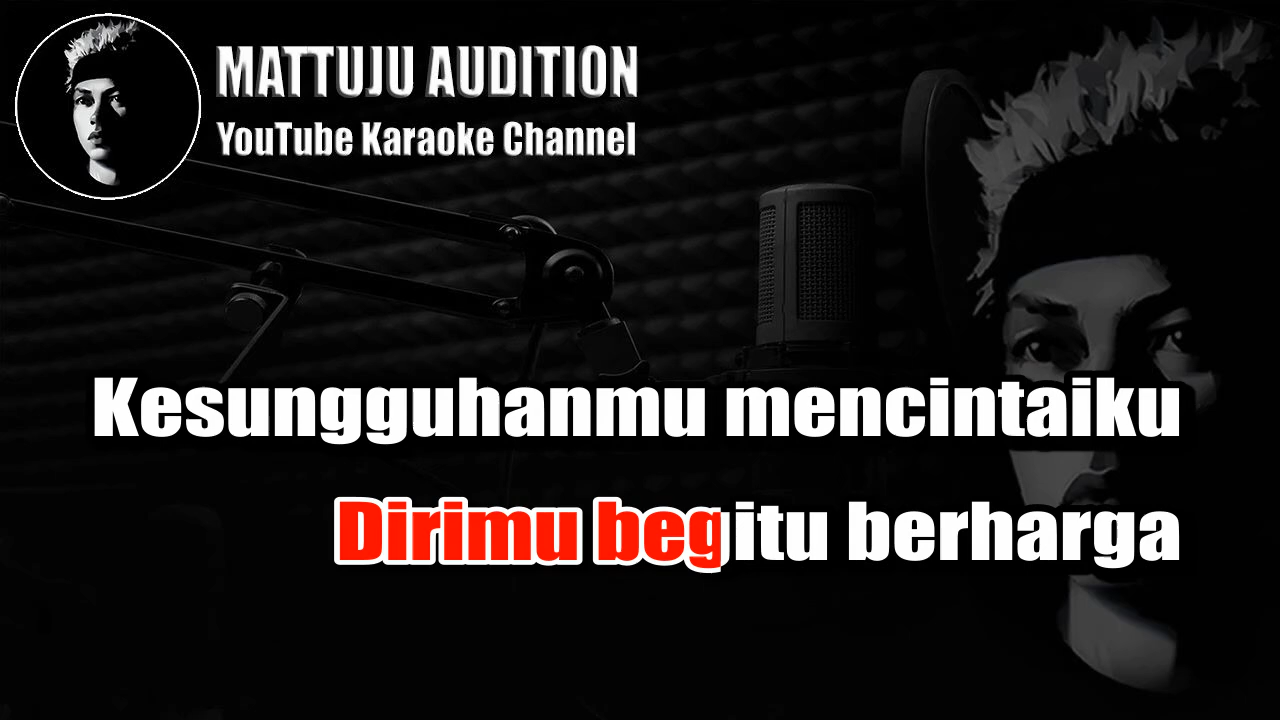 MATTUJU AUDITION
YouTube Karaoke Channel
Kesungguhanmu mencintaiku
Dirimu begitu berharga